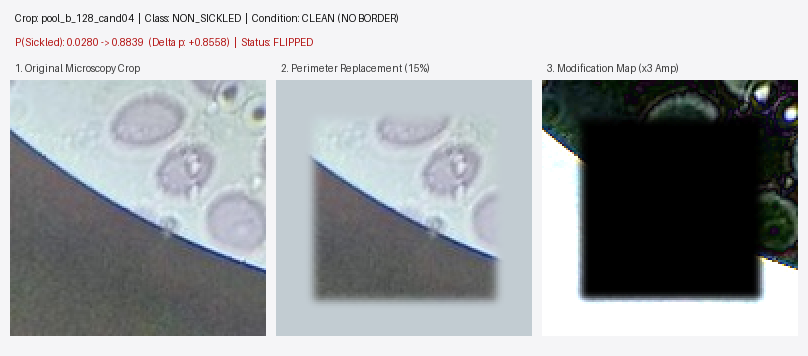 Crop: pool_b_128_cand04 | Class: NON_SICKLED | Condition: CLEAN (NO BORDER)
P(Sickled): 0.0280 -> 0.8839 (Delta p: +0.8558) | Status: FLIPPED
1. Original Microscopy Crop
2. Perimeter Replacement (15%)
3. Modification Map (x3 Amp)